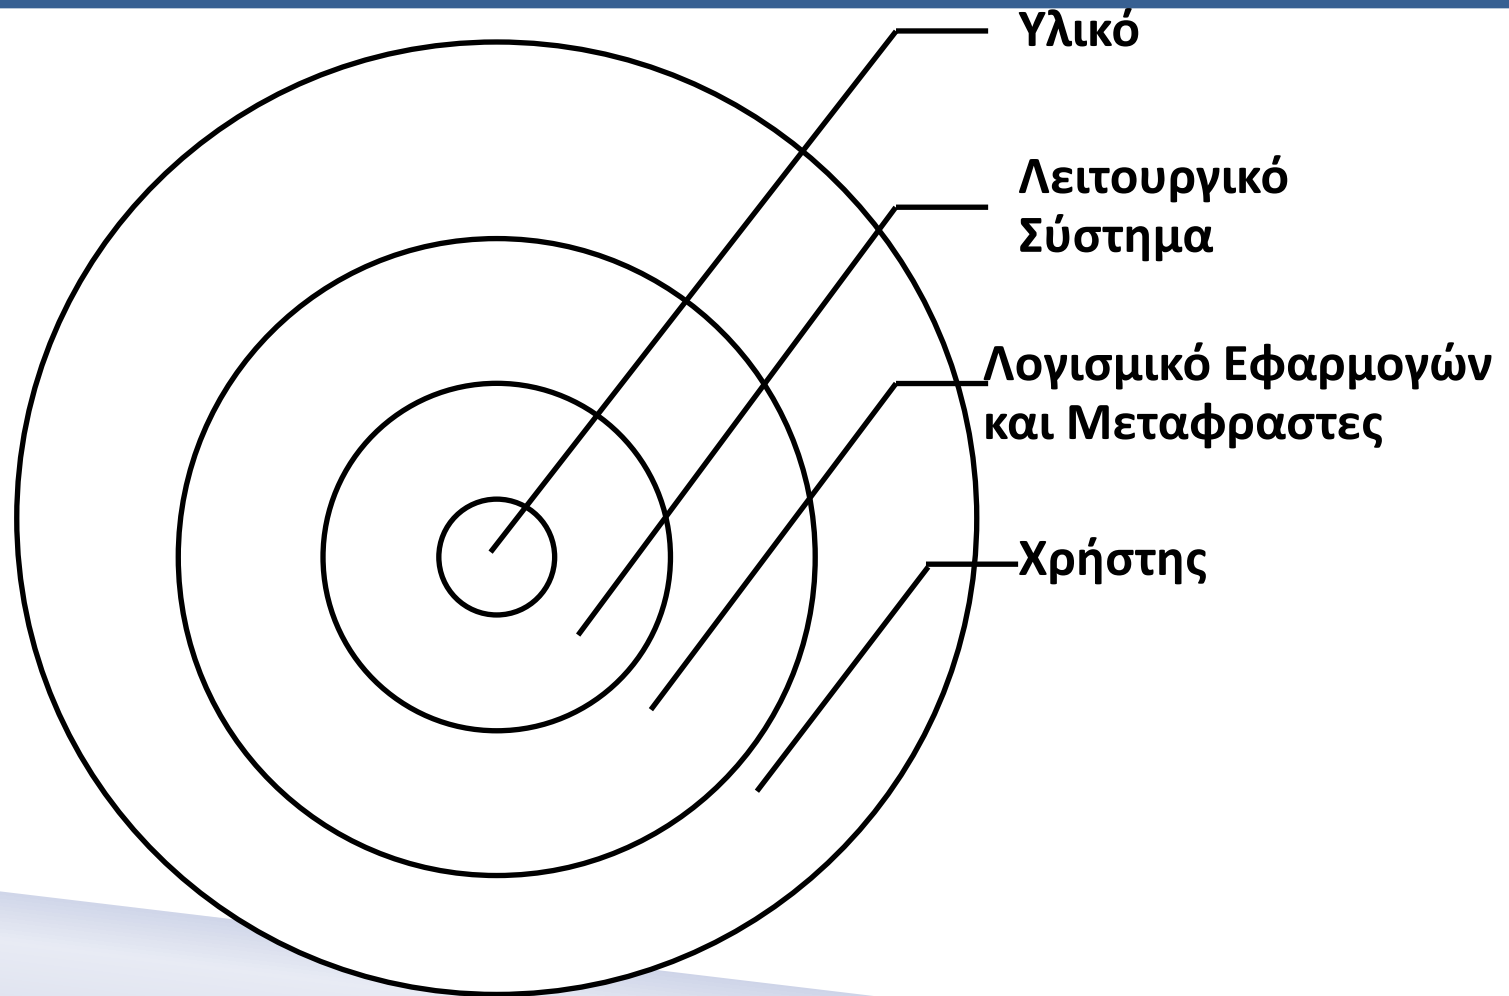 Υλικό
Λειτουργικό
Σύστημα
Λογισμικό Εφαρμογών
και Μεταφραστες
Χρήστης